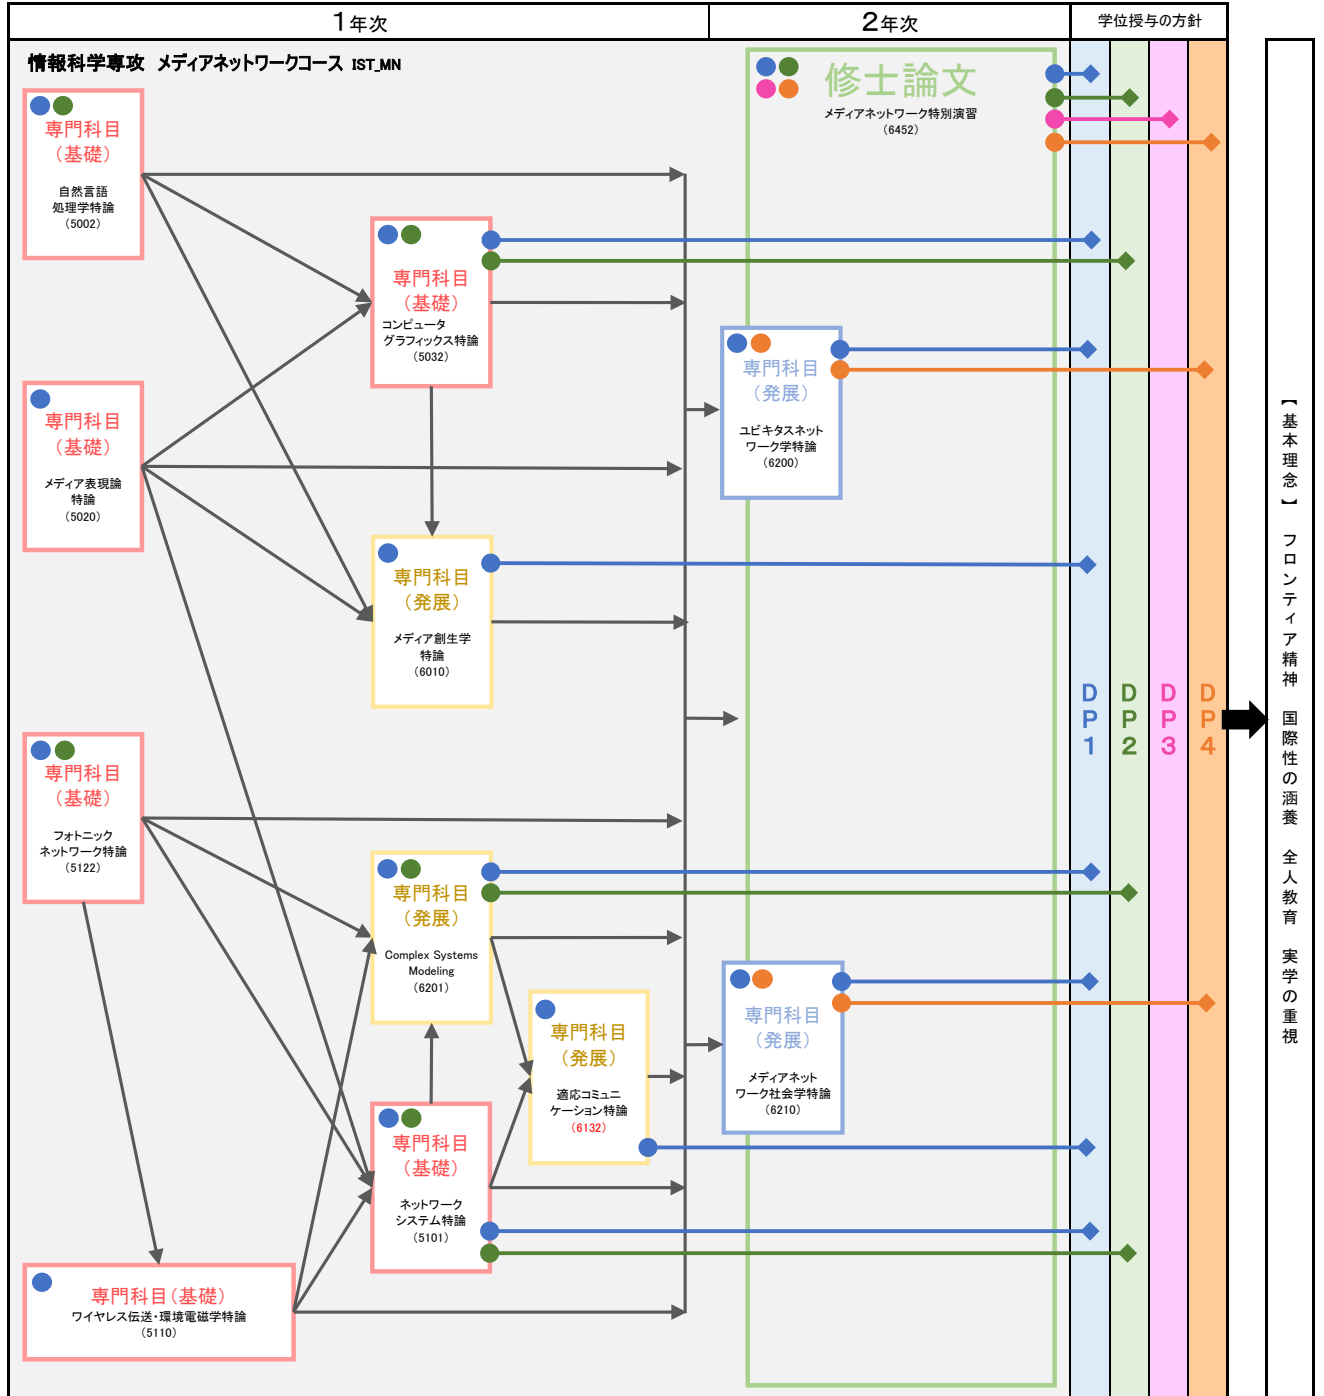 1年次
2年次
学位授与の方針
情報科学専攻 メディアネットワークコース IST_MN
専門科目
(基礎)
自然言語
処理学特論
(5002)
専門科目
(基礎)
コンピュータ
グラフィックス特論
(5032)
修士論文
メディアネットワーク特別演習
(6452)
専門科目
(発展)
ユビキタスネット
ワーク学特論
(6200)
専門科目
(基礎)
メディア表現論
特論
(5020)
専門科目
(発展)
メディア創生学
特論
(6010)
専門科目
(基礎)
フォトニック
ネットワーク特論
(5122)
専門科目
(発展)
Complex Systems
Modeling
(6201)
専門科目
(発展)
適応コミュニ
ケーション特論
(6132)
専門科目
(発展)
メディアネット
ワーク社会学特論
(6210)
専門科目
(基礎)
ネットワーク
システム特論
(5101)
専門科目(基礎)
ワイヤレス伝送・環境電磁学特論
(5110)
DP1
DP2
DP3
DP4
【基本理念】 フロンティア精神 国際性の涵養 全人教育 実学の重視